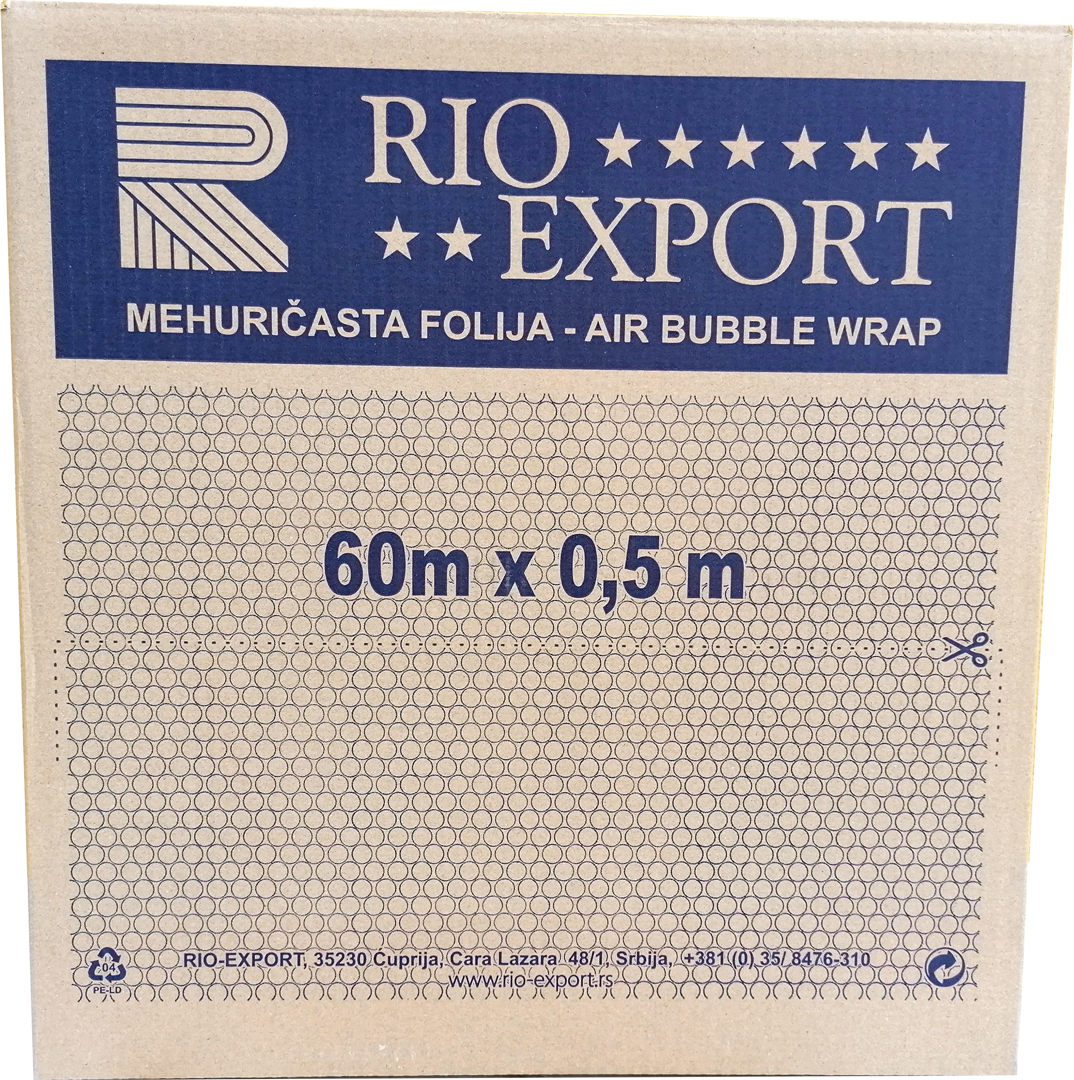 RIO
EXPORT
MEHURIČASTA FOLIJA - AIR BUBBLE WRAP
60m x 0,5 m
RIO-EXPORT, 35230 Ćuprija, Cara Lazara 48/1, Srbija, +381 (0) 35/ 8476-310
www.rio-export.rs
04
PE-LD